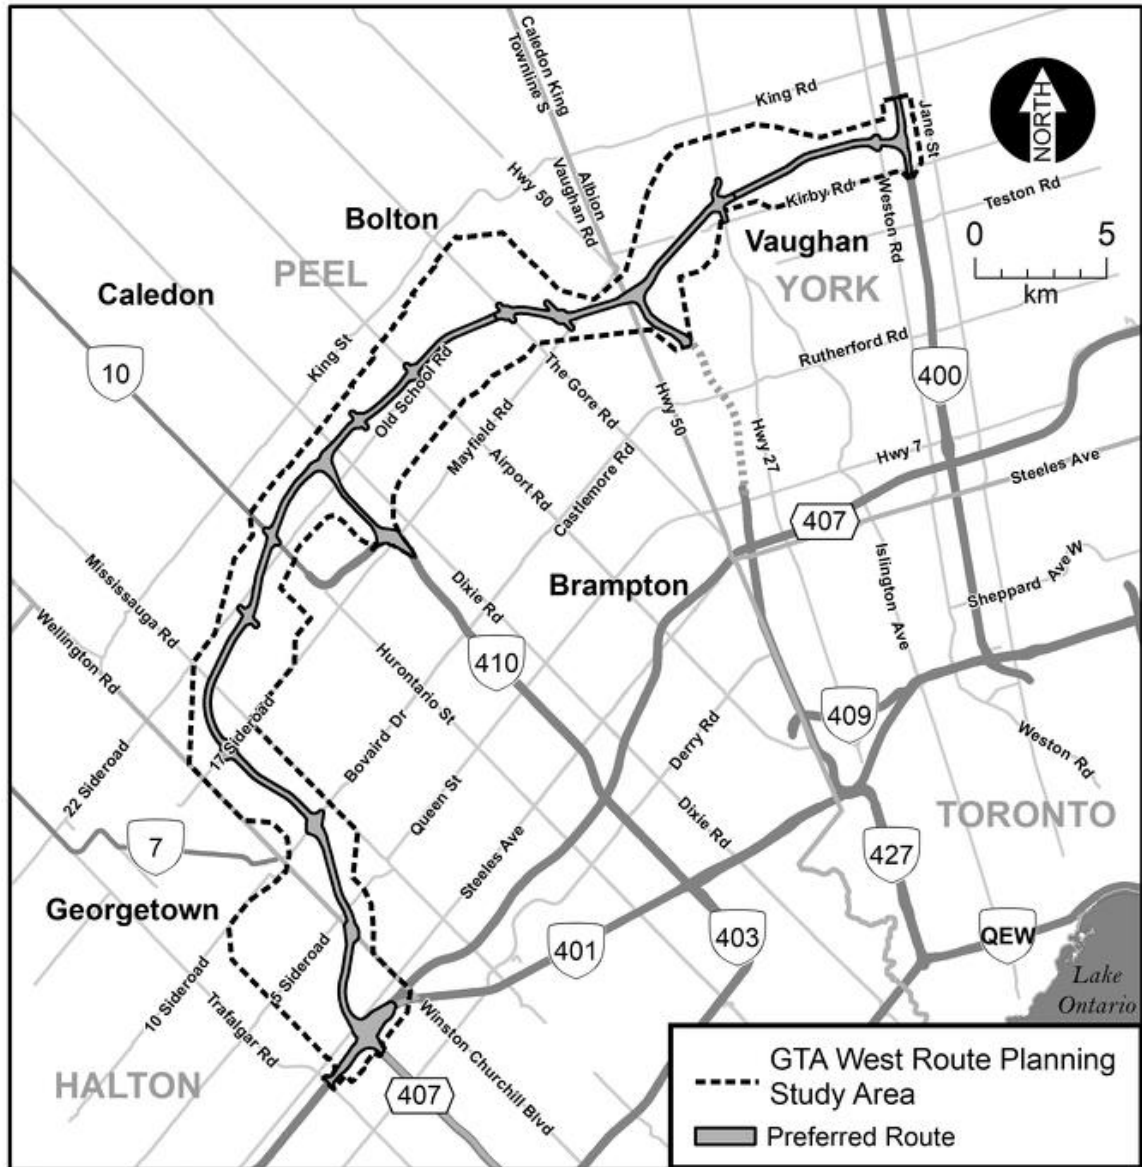 Caledon King
Townline S
King Rd
Jane St
NORTH
Hwy 50
Albion
Vaughan Rd
Kirby Rd
Weston Rd
Teston Rd
0 5
km
Bolton
PEEL
Vaughan
YORK
Caledon
10
King St
Old School Rd
Rutherford Rd
400
The Gore Rd
Hwy 50
Mayfield Rd
Airport Rd
Castlemore Rd
Hwy 27
Hwy 7
Steeles Ave
407
Mississauga Rd
Wellington Rd
Dixie Rd
Brampton
Islington Ave
Sheppard Ave W
410
Hurontario St
409
22 Sideroad
17 Sideroad
Bovaird Dr
Queen St
Derry Rd
Weston Rd
Dixie Rd
TORONTO
7
427
Steeles Ave
Georgetown
401
403
QEW
10 Sideroad
5 Sideroad
Trafalgar Rd
Winston Churchill Blvd
Lake
Ontario
HALTON
407
GTA West Route Planning
Study Area
Preferred Route